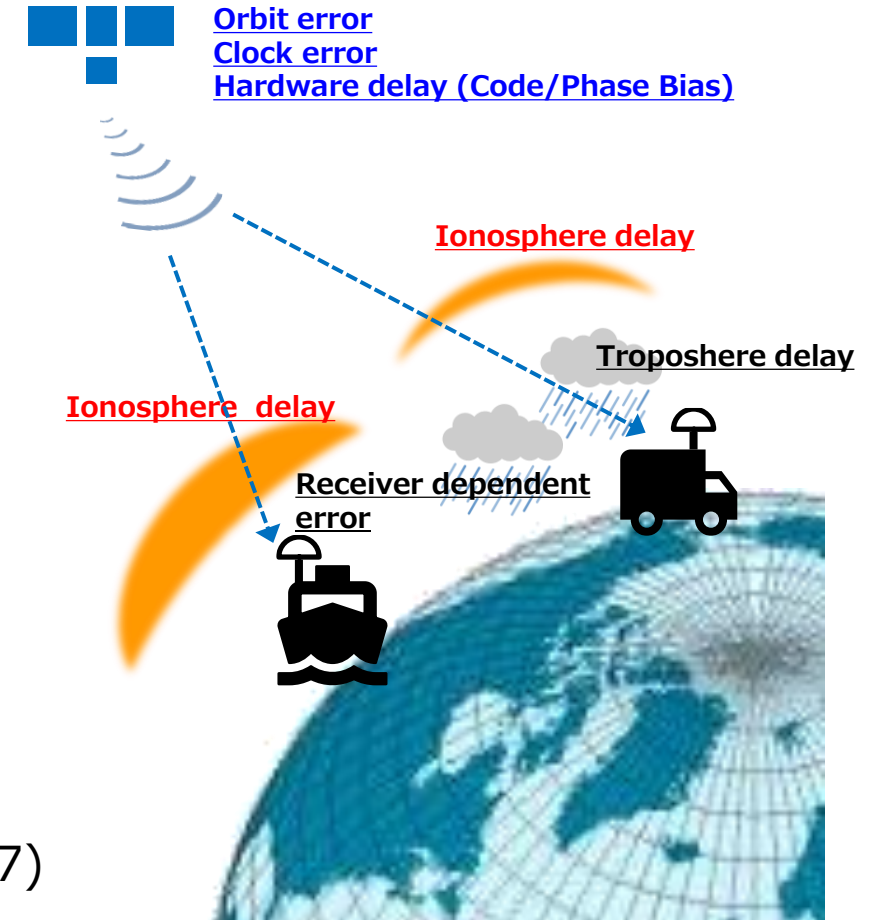 Orbit error
Clock error
Hardware delay (Code/Phase Bias)
Ionosphere delay
Troposhere delay
Ionosphere  delay
Receiver dependent
error
7)